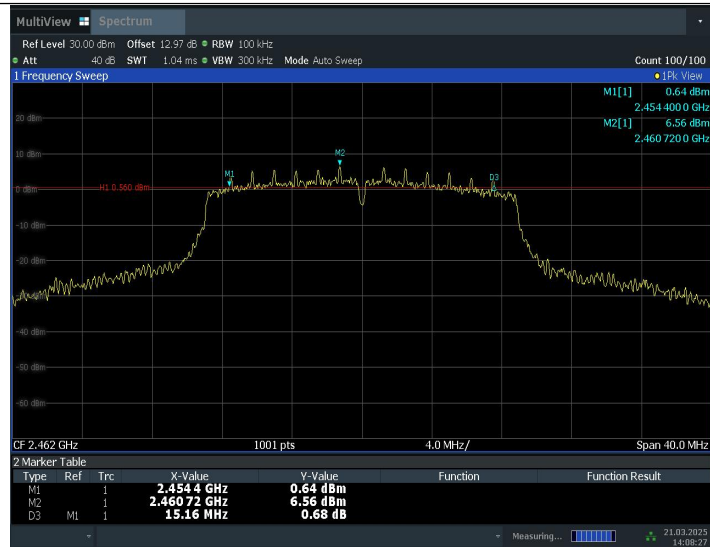 MultiView Spectrum
Ref Level 30.00 dBm Offset 12.97 dB RBW 100 kHz
Att 40 dB SWT 1.04 ms VBW 300 kHz Mode Auto Sweep Count 100/100
1 Frequency Sweep 1Pk View
M1[1] 0.64 dBm
2.454 400 0 GHz
M2[1] 6.56 dBm
2.460 720 0 GHz
20 dBm
10 dBm
M2
M1
D3
0 dBm
H1 0.560 dBm
-10 dBm
-20 dBm
-40 dBm
-50 dBm
-60 dBm
CF 2.462 GHz 1001 pts 4.0 MHz/ Span 40.0 MHz
2 Marker Table
Type Ref Trc X-Value Y-Value Function Function Result
M1 1 2.454 4 GHz 0.64 dBm
M2 1 2.460 72 GHz 6.56 dBm
D3 M1 1 15.16 MHz 0.68 dB
Measuring... 21.03.2025
14:08:27